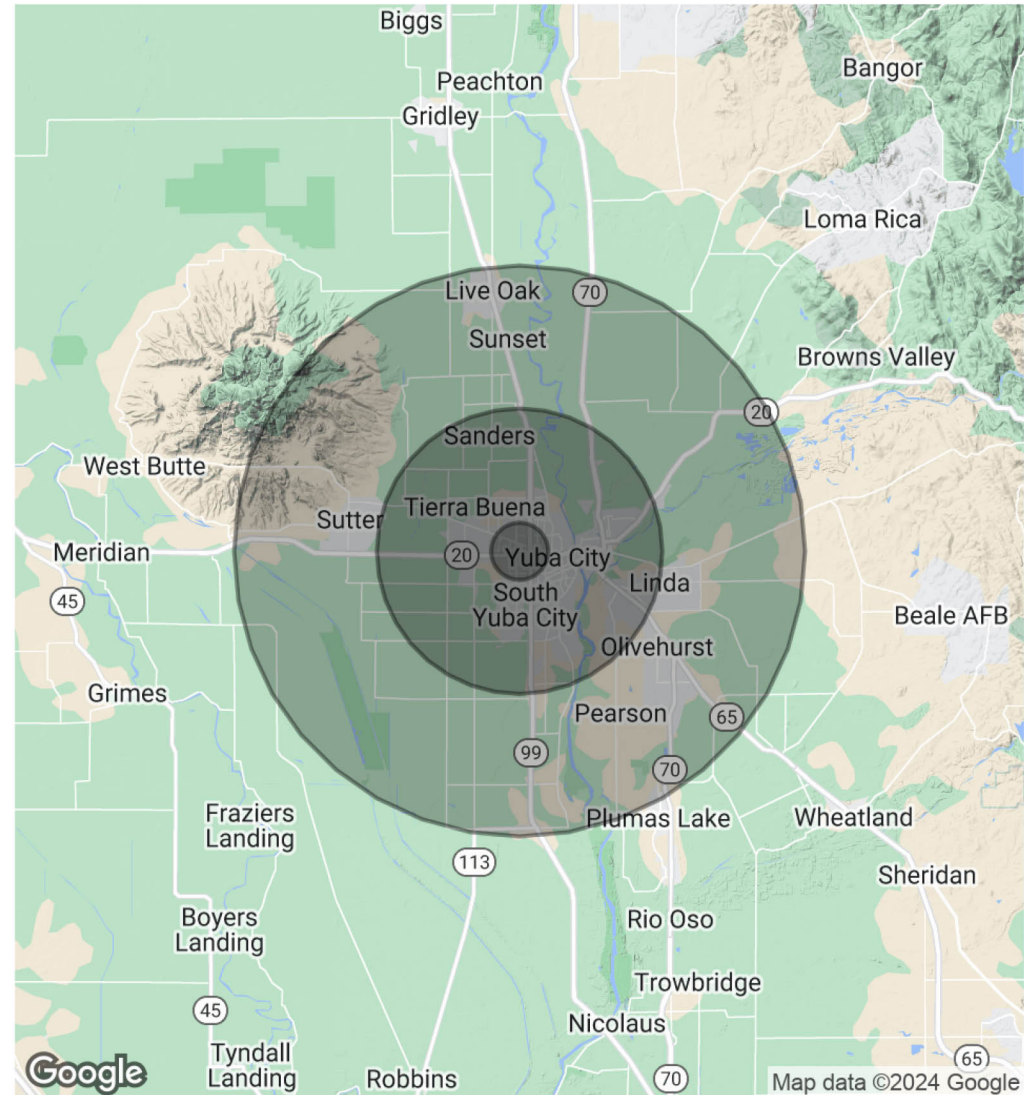 Biggs
Peachton
Gridley
Bangor
Loma Rica
Live Oak
70
Sunset
Browns Valley
20
Sanders
West Butte
Tierra Buena
Sutter
Meridian
20
Yuba City
Linda
South
Yuba City
45
Beale AFB
Olivehurst
Grimes
Pearson
65
99
70
Fraziers
Landing
Plumas Lake
Wheatland
113
Sheridan
Boyers
Landing
Rio Oso
Trowbridge
45
Nicolaus
Tyndall
Landing
Robbins
70
65
Google
Map data ©2024 Google